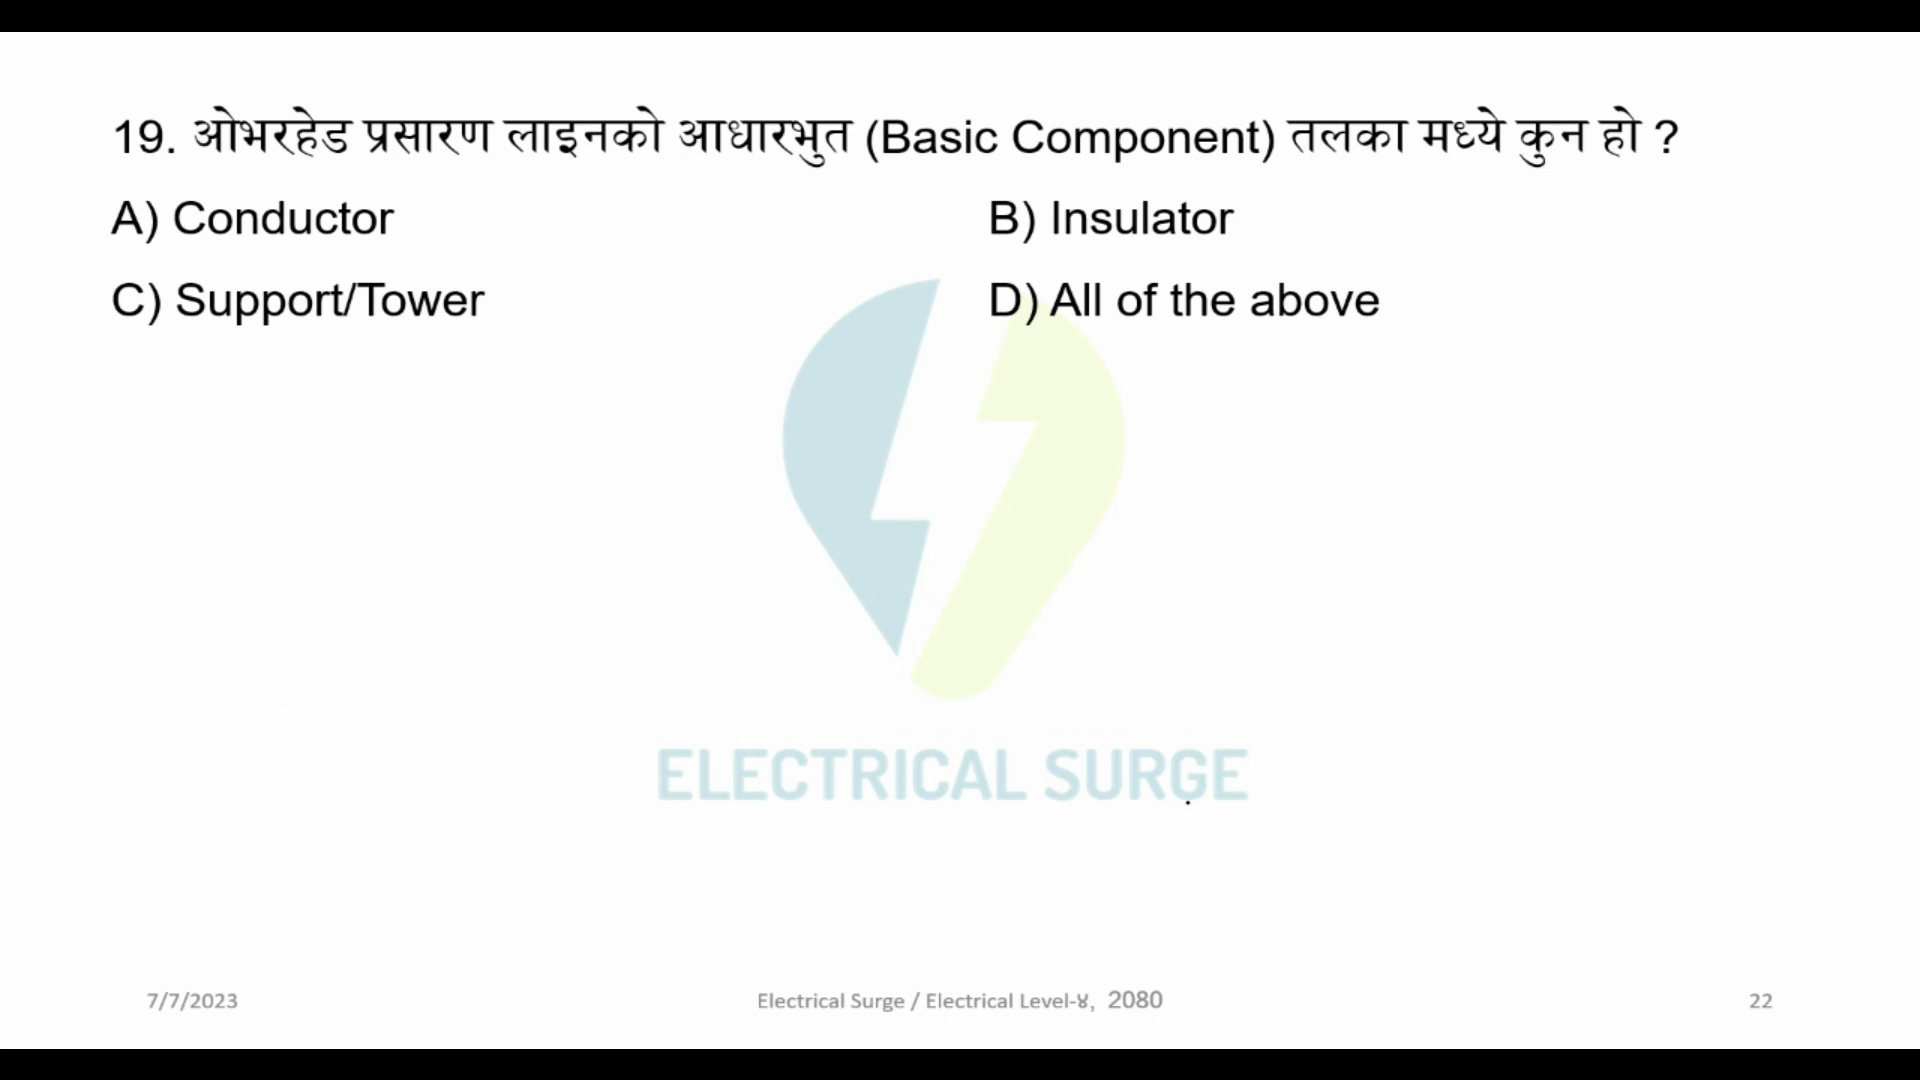 19. ओभरहेड प्रसारण लाइनको आधारभुत (Basic Component) तलका मध्ये कुन हो ?
A) Conductor B) Insulator
C) Support/Tower D) All of the above
ELECTRICAL SURGE
7/7/2023 Electrical Surge / Electrical Level-४, 2080 22